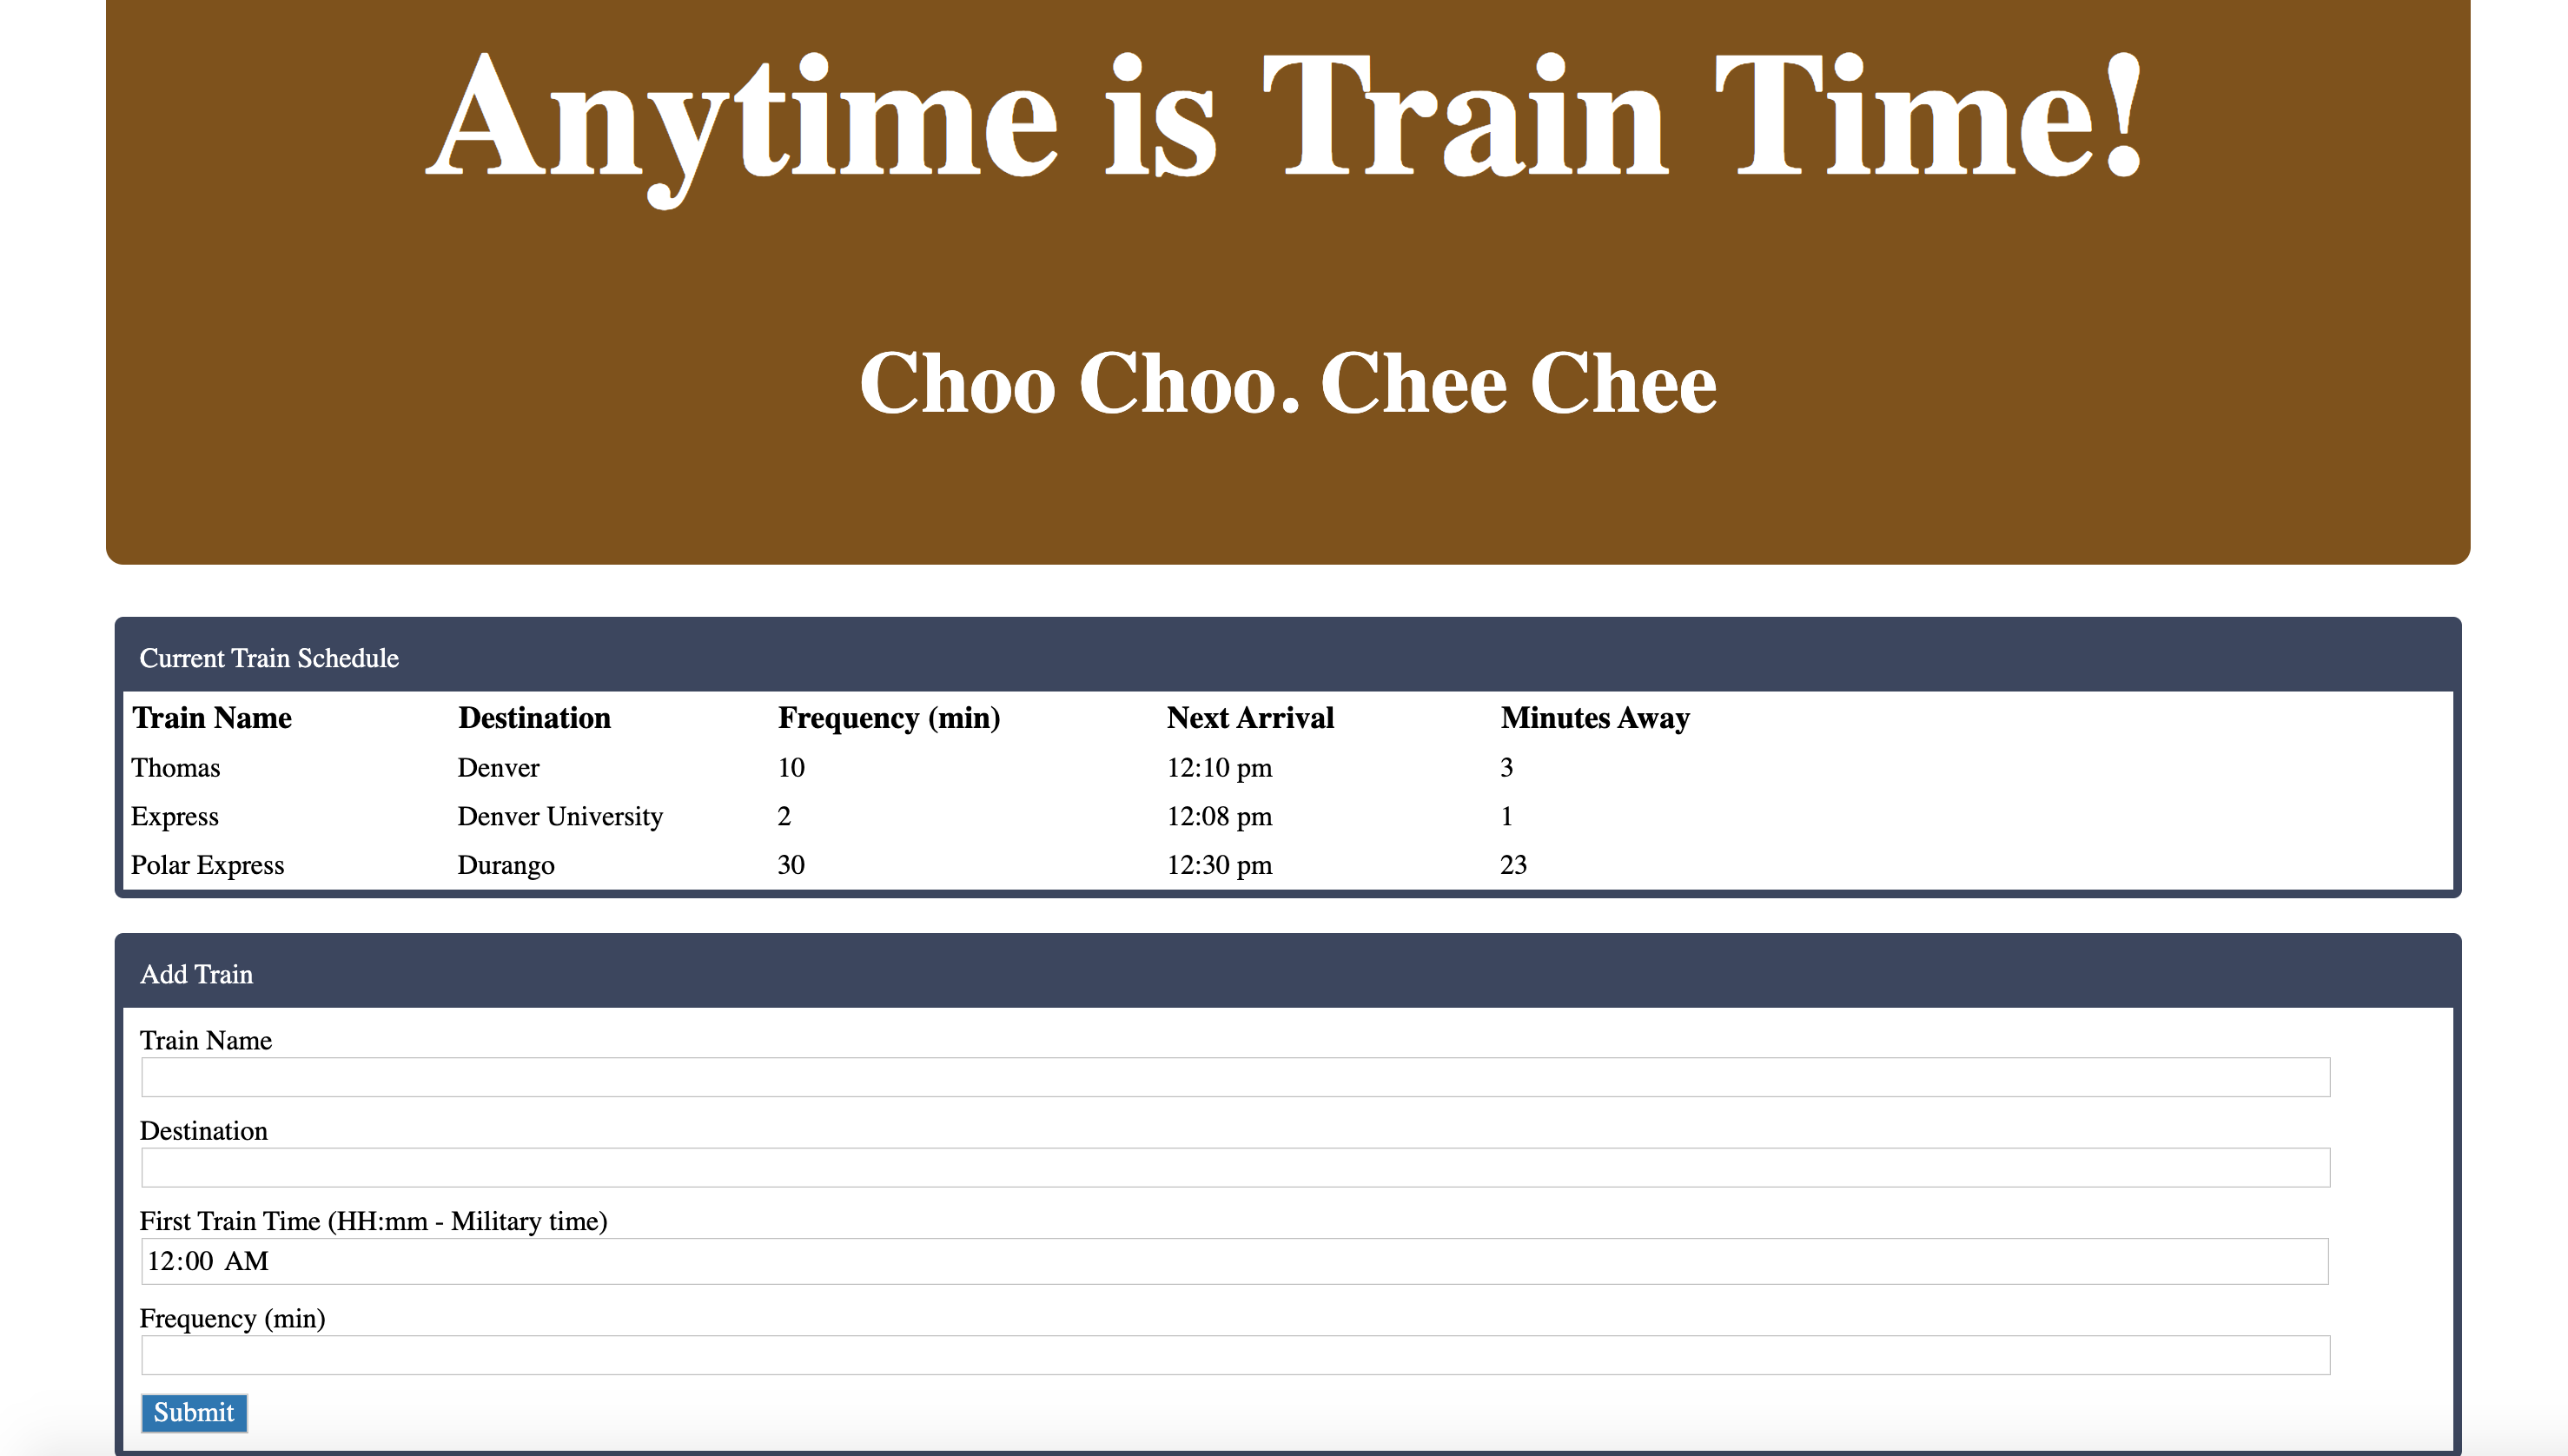 Anytime is Train Time!
Choo Choo. Chee Chee
Current Train Schedule
Train Name Destination Frequency (min) Next Arrival Minutes Away
Thomas Denver 10 12:10 pm 3
Express Denver University 2 12:08 pm 1
Polar Express Durango 30 12:30 pm 23
Add Train
Train Name
Destination
First Train Time (HH:mm - Military time)
12:00 AM
Frequency (min)
Submit